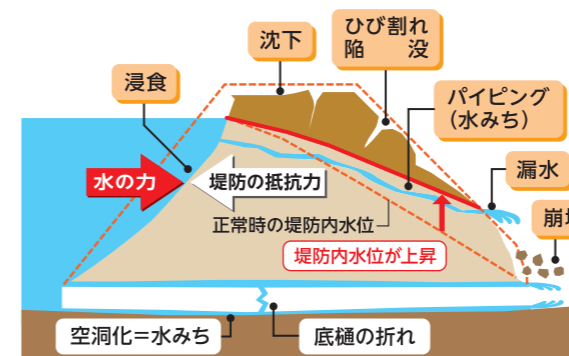 沈下
ひび割れ
陥　没
浸食
パイピング
（水みち）
漏水
水の力
堤防の抵抗力
正常時の堤防内水位
堤防内水位が上昇
空洞化＝水みち
底樋の折れ